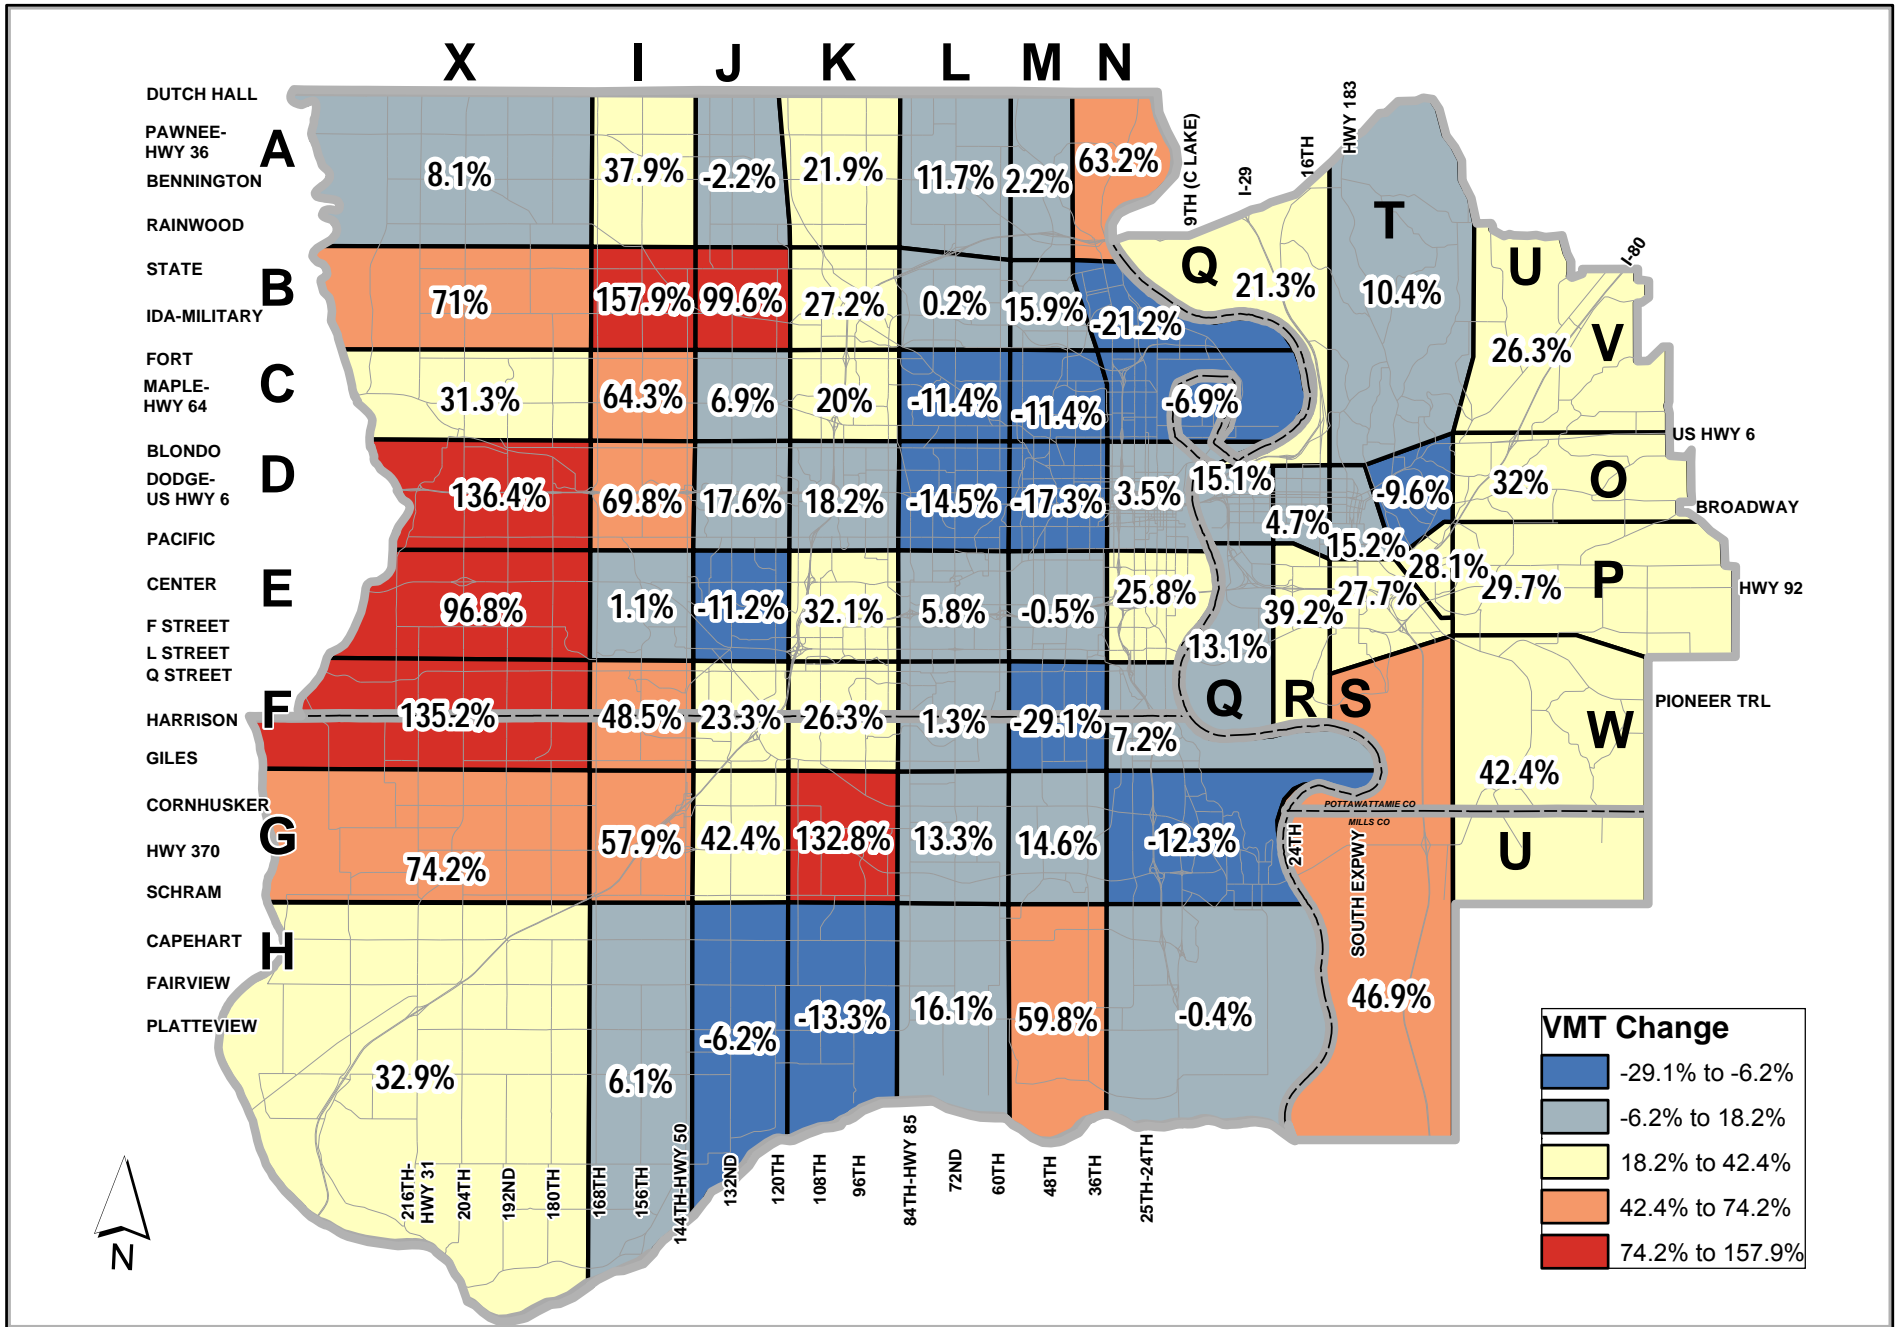 X I J K L M N
DUTCH HALL
PAWNEE-
HWY 36
BENNINGTON
RAINWOOD
A
8.1% 37.9% -2.2% 21.9% 11.7% 2.2% 63.2%
9TH (C LAKE)
I-29
16TH
HWY 183
STATE
IDA-MILITARY
B
71% 157.9% 99.6% 27.2% 0.2% 15.9% -21.2%
Q
21.3%
T
10.4%
U
I-80
26.3%
V
FORT
MAPLE-
HWY 64
C
31.3% 64.3% 6.9% 20% -11.4% -11.4% -6.9%
US HWY 6
BLONDO
DODGE-
US HWY 6
PACIFIC
D
136.4% 69.8% 17.6% 18.2% -14.5% -17.3% 3.5% 15.1% 4.7% 15.2% -9.6% 32%
O
BROADWAY
CENTER
F STREET
L STREET
E
96.8% 1.1% -11.2% 32.1% 5.8% -0.5% 25.8% 13.1% 39.2% 27.7% 28.1% 29.7%
P
HWY 92
Q STREET
HARRISON
GILES
F
135.2% 48.5% 23.3% 26.3% 1.3% -29.1% 7.2%
Q R S
W
PIONEER TRL
42.4%
CORNHUSKER
HWY 370
SCHRAM
G
74.2% 57.9% 42.4% 132.8% 13.3% 14.6% -12.3%
POTTAWATTAMIE CO
MILLS CO
24TH
SOUTH EXPWY
U
CAPEHART
FAIRVIEW
PLATTEVIEW
H
32.9% 6.1% -6.2% -13.3% 16.1% 59.8% -0.4% 46.9%
216TH-
HWY 31
204TH
192ND
180TH
168TH
156TH
144TH-HWY 50
132ND
120TH
108TH
96TH
84TH-HWY 85
72ND
60TH
48TH
36TH
25TH-24TH
N
VMT Change
-29.1% to -6.2%
-6.2% to 18.2%
18.2% to 42.4%
42.4% to 74.2%
74.2% to 157.9%